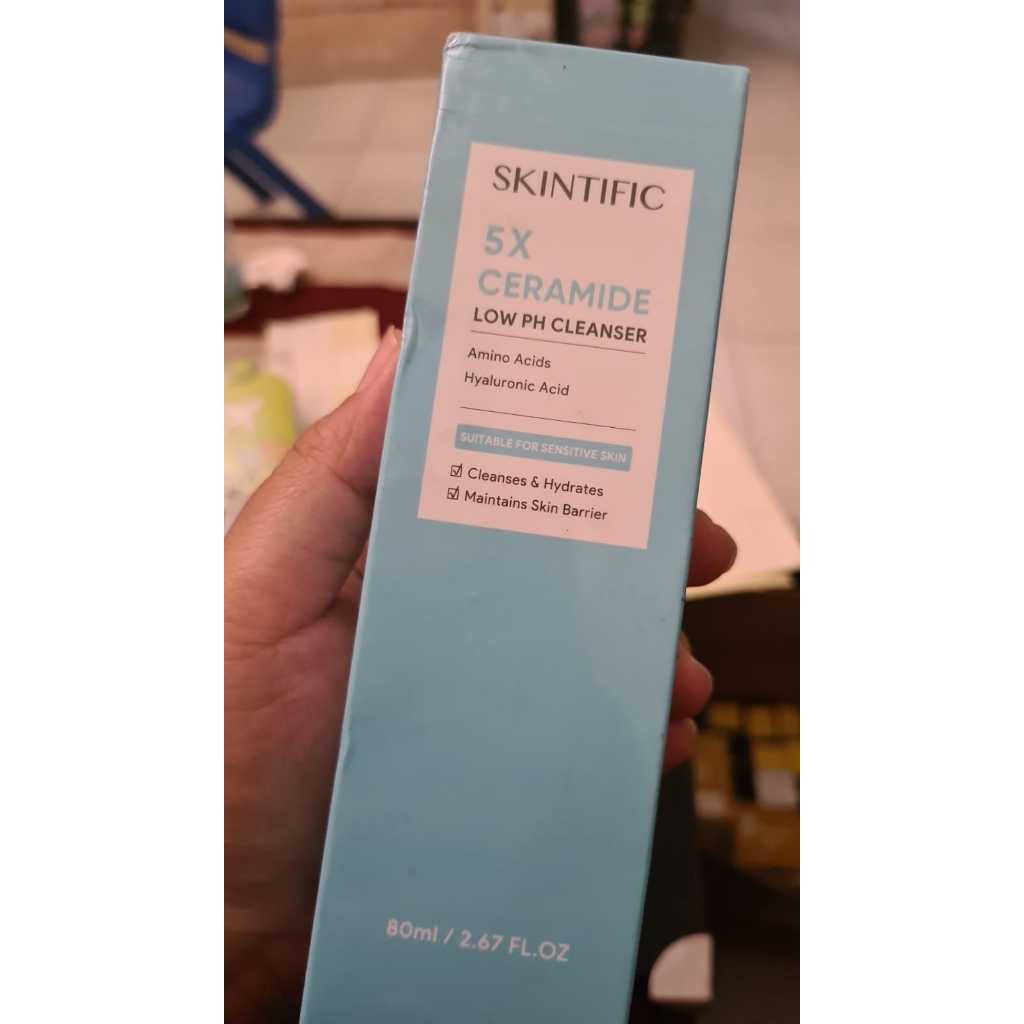 SKINTIFIC
5X
CERAMIDE
LOW PH CLEANSER
Amino Acids
Hyaluronic Acid
SUITABLE FOR SENSITIVE SKIN
Cleanses & Hydrates
Maintains Skin Barrier
80ml / 2.67 FL.OZ